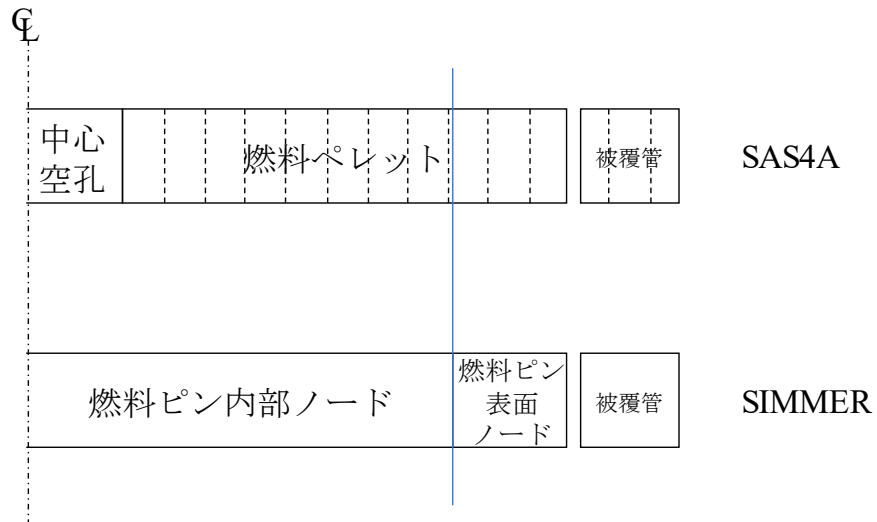 ℄
中心
空孔
燃料ペレット
被覆管
SAS4A
燃料ピン内部ノード
燃料ピン
表面
ノード
被覆管
SIMMER